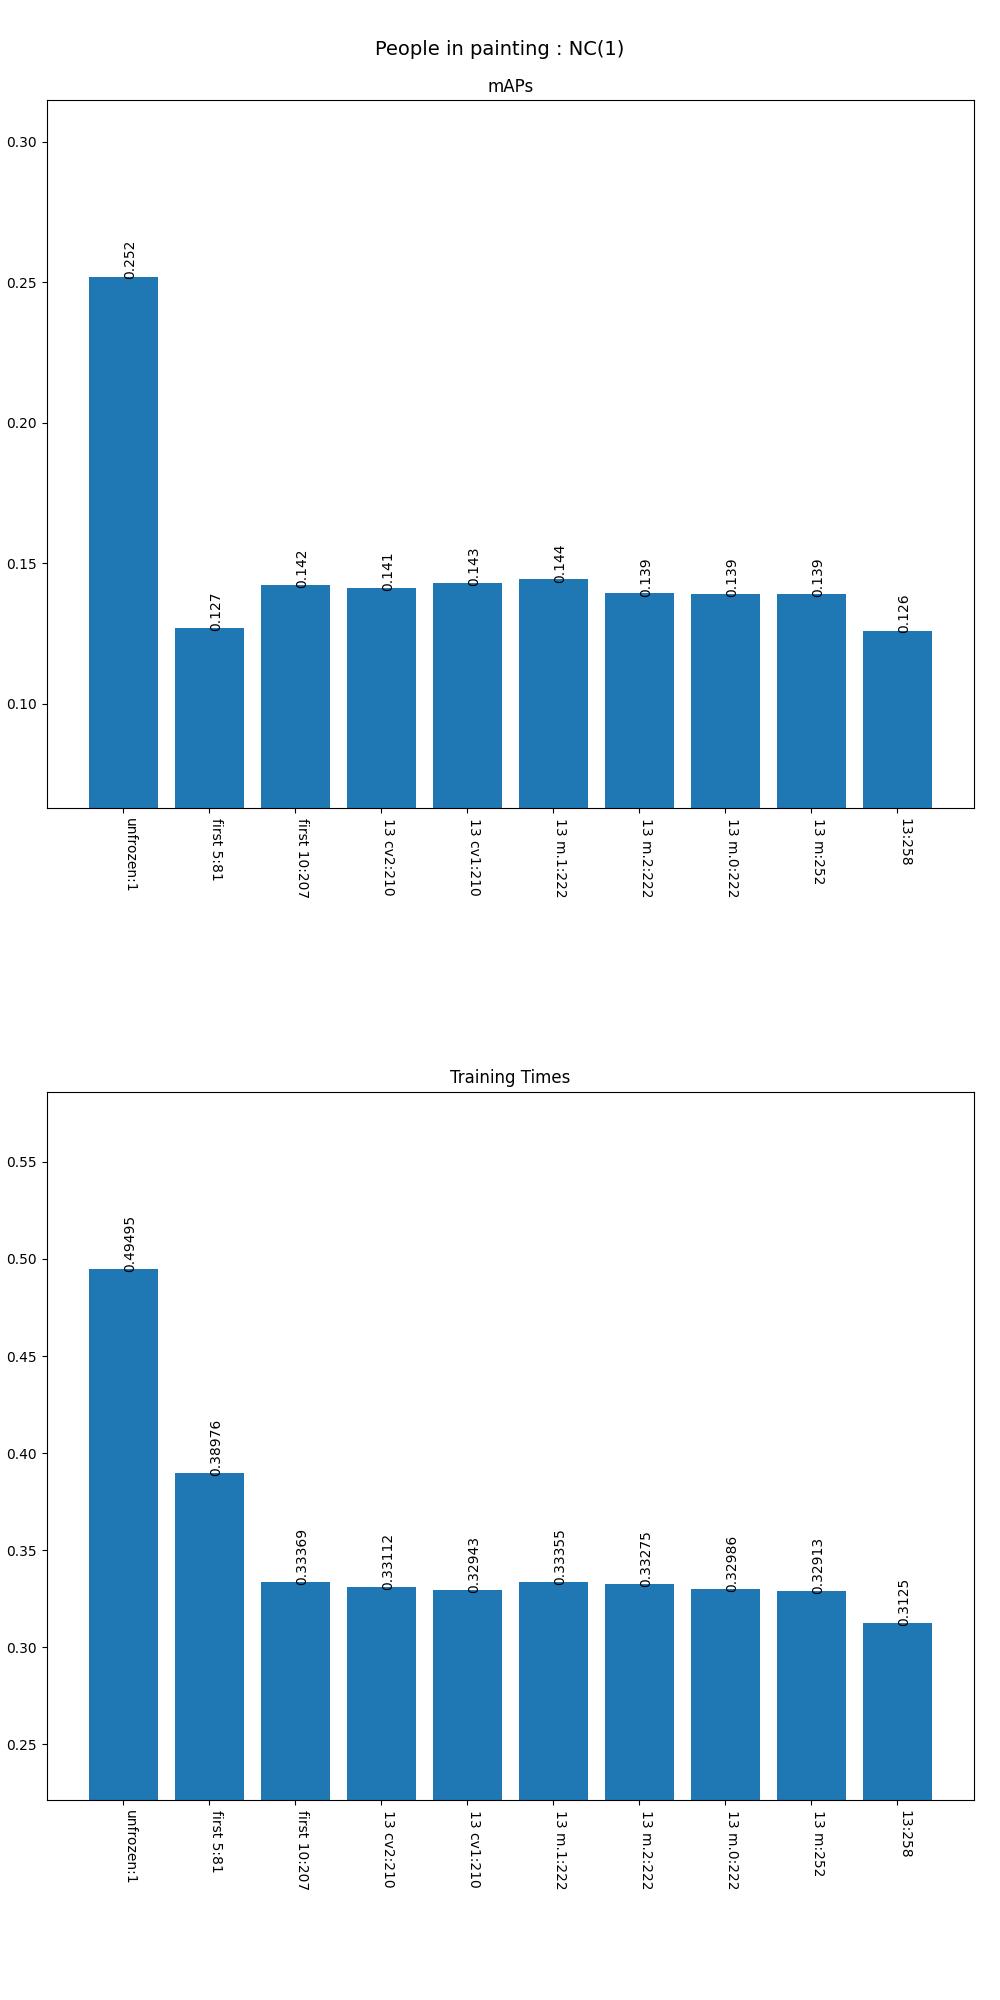 People in painting : NC(1)
mAPs
0.30
0.25
0.20
0.15
0.10
0.252
0.127
0.142
0.141
0.143
0.144
0.139
0.139
0.139
0.126
unfrozen:1
first 5:81
first 10:207
13 cv2:210
13 cv1:210
13 m.1:222
13 m.2:222
13 m.0:222
13 m:252
13:258
Training Times
0.55
0.50
0.45
0.40
0.35
0.30
0.25
0.49495
0.38976
0.33369
0.33112
0.32943
0.33355
0.33275
0.32986
0.32913
0.3125
unfrozen:1
first 5:81
first 10:207
13 cv2:210
13 cv1:210
13 m.1:222
13 m.2:222
13 m.0:222
13 m:252
13:258